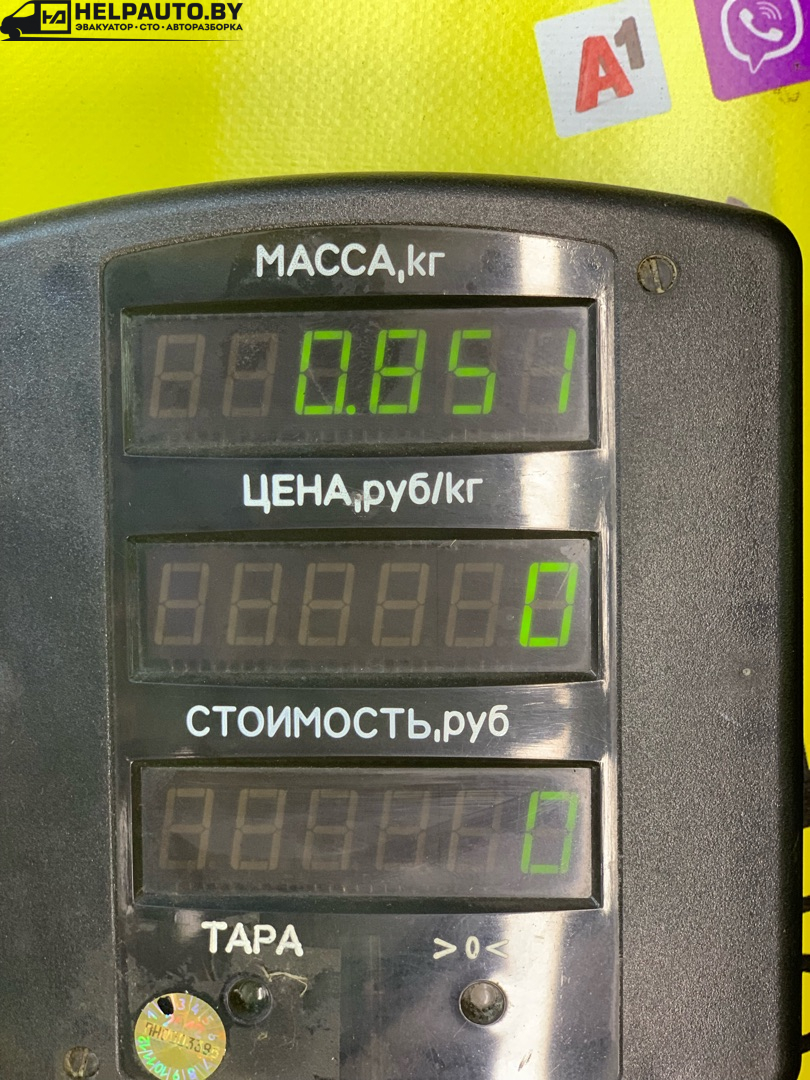 HELPAUTO.BY
ЭВАКУАТОР • СТО • АВТОРАЗБОРКА
A1
МАССА,кг
0.851
ЦЕНА,руб/кг
0
СТОИМОСТЬ,руб
0
ТАРА
>0<